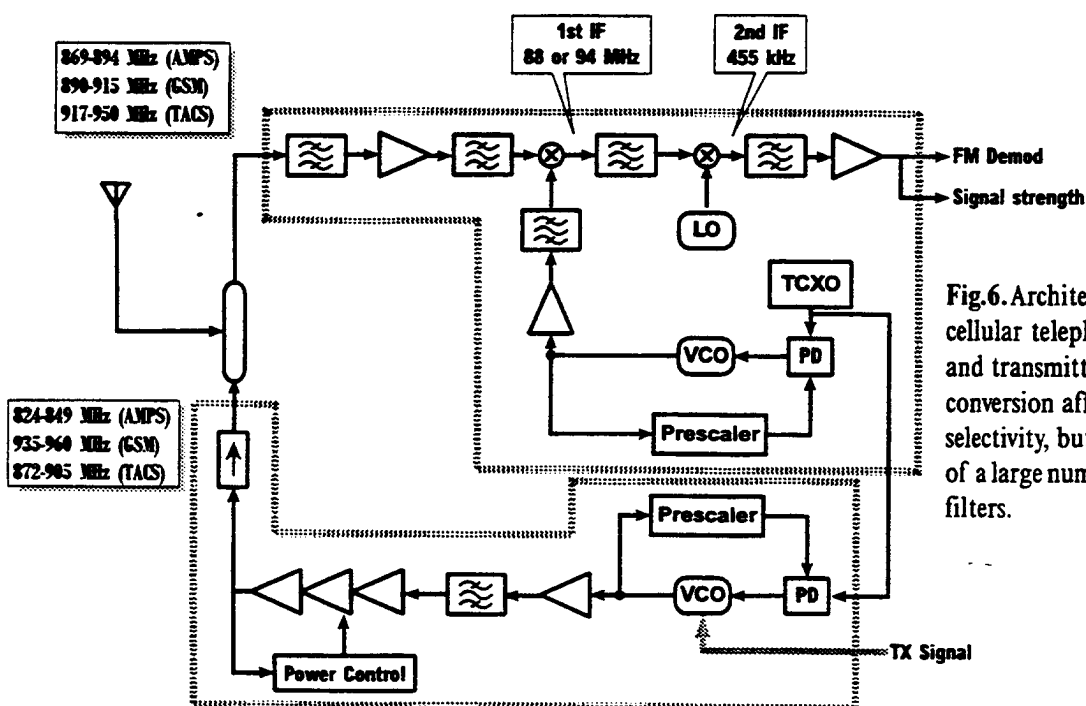 869-894 MHz (AMPS)
890-915 MHz (GSM)
917-950 MHz (TACS)
1st IF
88 or 94 MHz
2nd IF
455 kHz
FM Demod
Signal strength
LO
TCXO
VCO
PD
Prescaler
Fig.6. Archite
cellular teleph
and transmitt
conversion aff
selectivity, but
of a large num
filters.
824-849 MHz (AMPS)
935-960 MHz (GSM)
872-905 MHz (TACS)
Prescaler
VCO
PD
TX Signal
Power Control